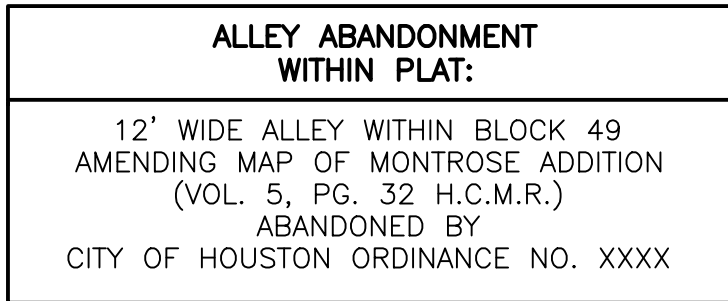 ALLEY ABANDONMENT
WITHIN PLAT:
12' WIDE ALLEY WITHIN BLOCK 49
AMENDING MAP OF MONTROSE ADDITION
(VOL. 5, PG. 32 H.C.M.R.)
ABANDONED BY
CITY OF HOUSTON ORDINANCE NO. XXXX